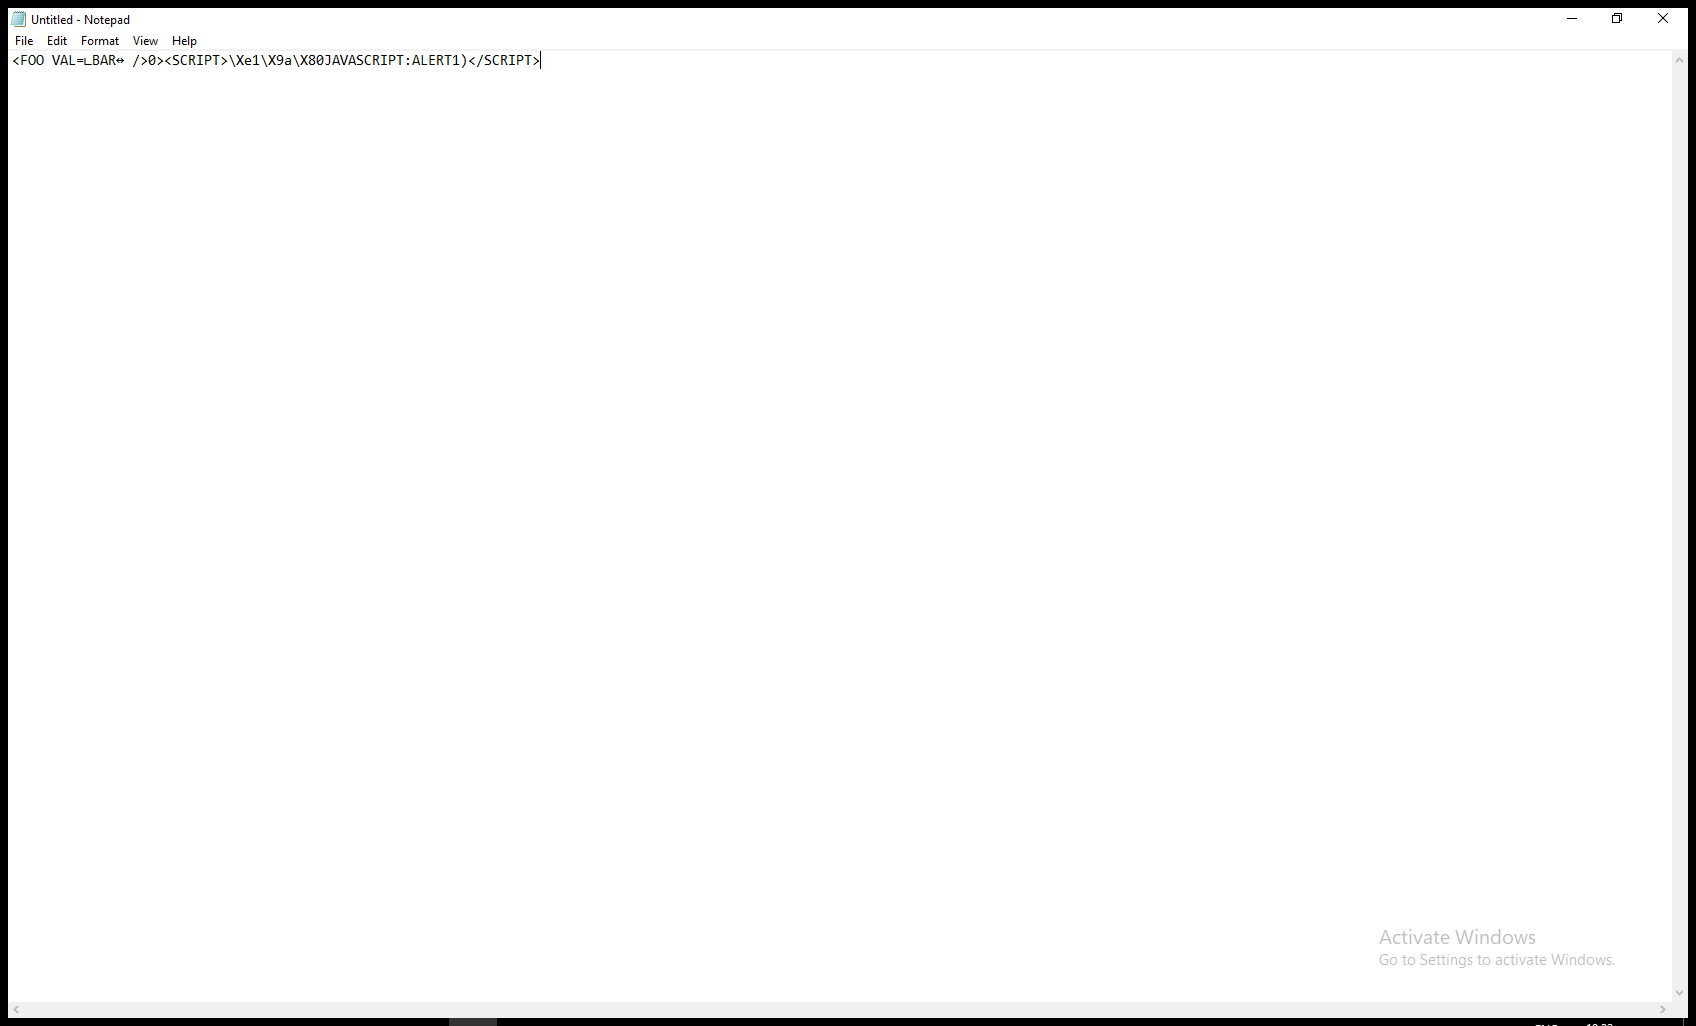 Untitled - Notepad
File Edit Format View Help
<FOO VAL=∟BAR↔ />0><SCRIPT>\Xe1\X9a\X80JAVASCRIPT:ALERT1)</SCRIPT>
Activate Windows
Go to Settings to activate Windows.